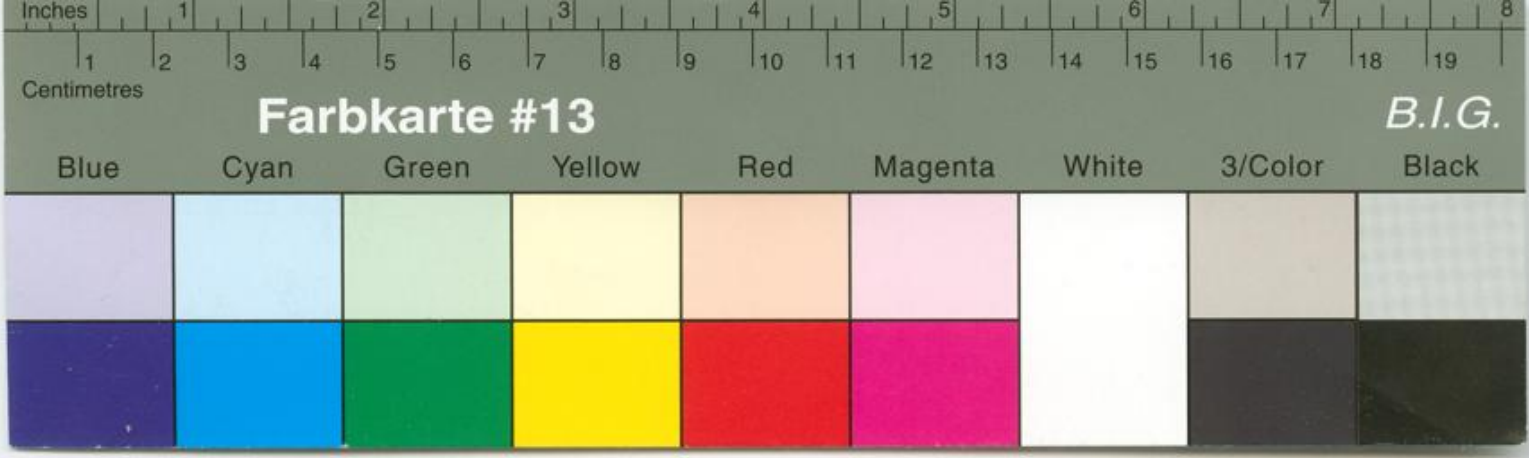 Inches 1 2 3 4 5 6 7 8
1 2 3 4 5 6 7 8 9 10 11 12 13 14 15 16 17 18 19
Centimetres
Farbkarte #13 B.I.G.
Blue Cyan Green Yellow Red Magenta White 3/Color Black